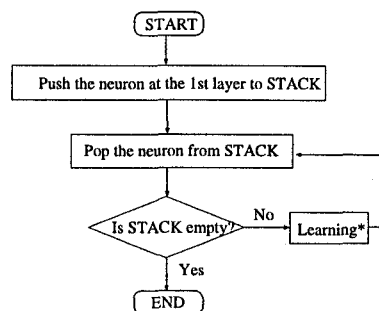 START
Push the neuron at the 1st layer to STACK
Pop the neuron from STACK
Is STACK empty?
No
Learning*
Yes
END